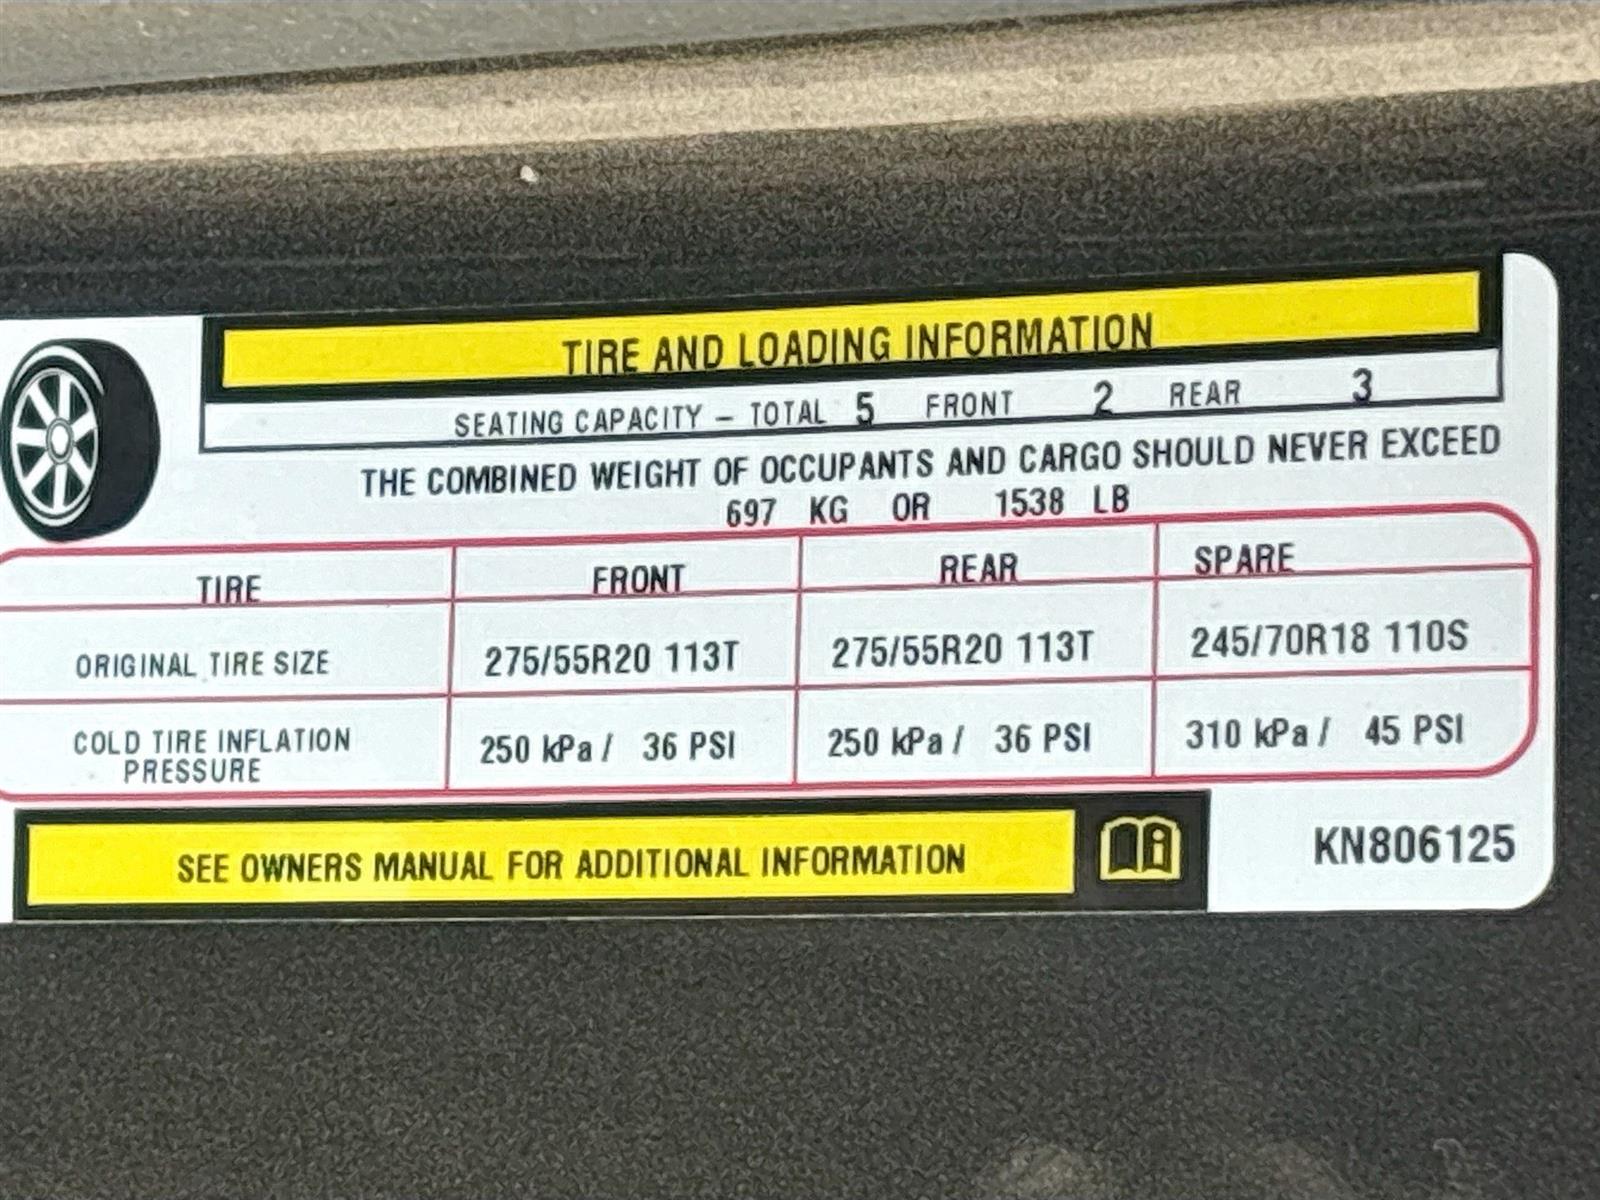 TIRE AND LOADING INFORMATION
SEATING CAPACITY – TOTAL 5 FRONT 2 REAR 3
THE COMBINED WEIGHT OF OCCUPANTS AND CARGO SHOULD NEVER EXCEED
697 KG OR 1538 LB
TIRE FRONT REAR SPARE
ORIGINAL TIRE SIZE 275/55R20 113T 275/55R20 113T 245/70R18 110S
COLD TIRE INFLATION
PRESSURE 250 kPa / 36 PSI 250 kPa / 36 PSI 310 kPa / 45 PSI
SEE OWNERS MANUAL FOR ADDITIONAL INFORMATION KN806125